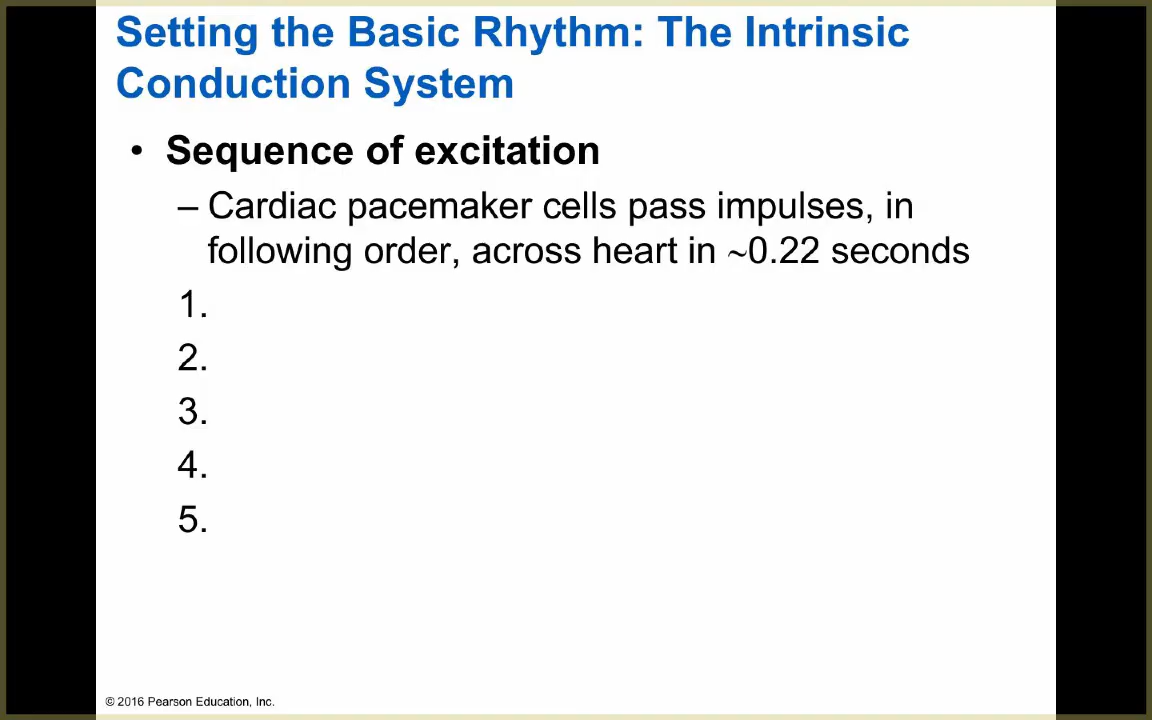 Setting the Basic Rhythm: The Intrinsic
Conduction System
• Sequence of excitation
– Cardiac pacemaker cells pass impulses, in
following order, across heart in ∼0.22 seconds
1.
2.
3.
4.
5.
© 2016 Pearson Education, Inc.